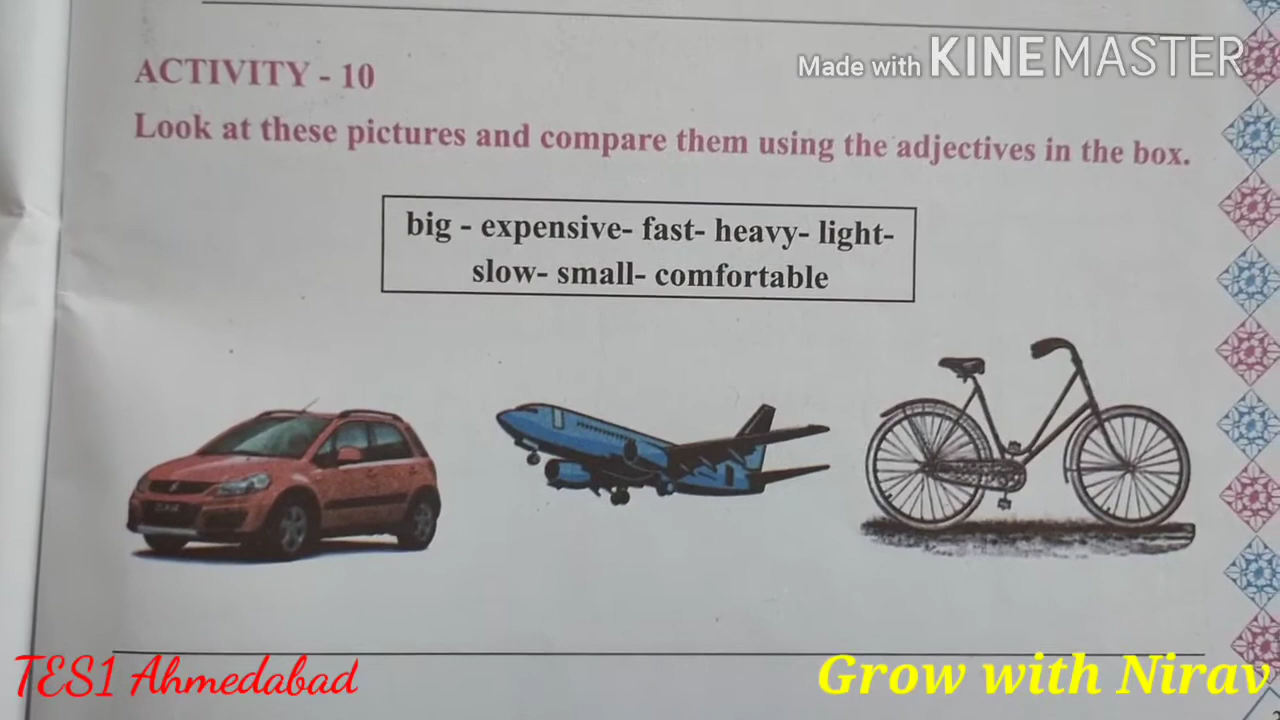 Made with KINEMASTER
ACTIVITY - 10
Look at these pictures and compare them using the adjectives in the box.
big - expensive- fast- heavy- light-
slow- small- comfortable
TES1 Ahmedabad
Grow with Nirav